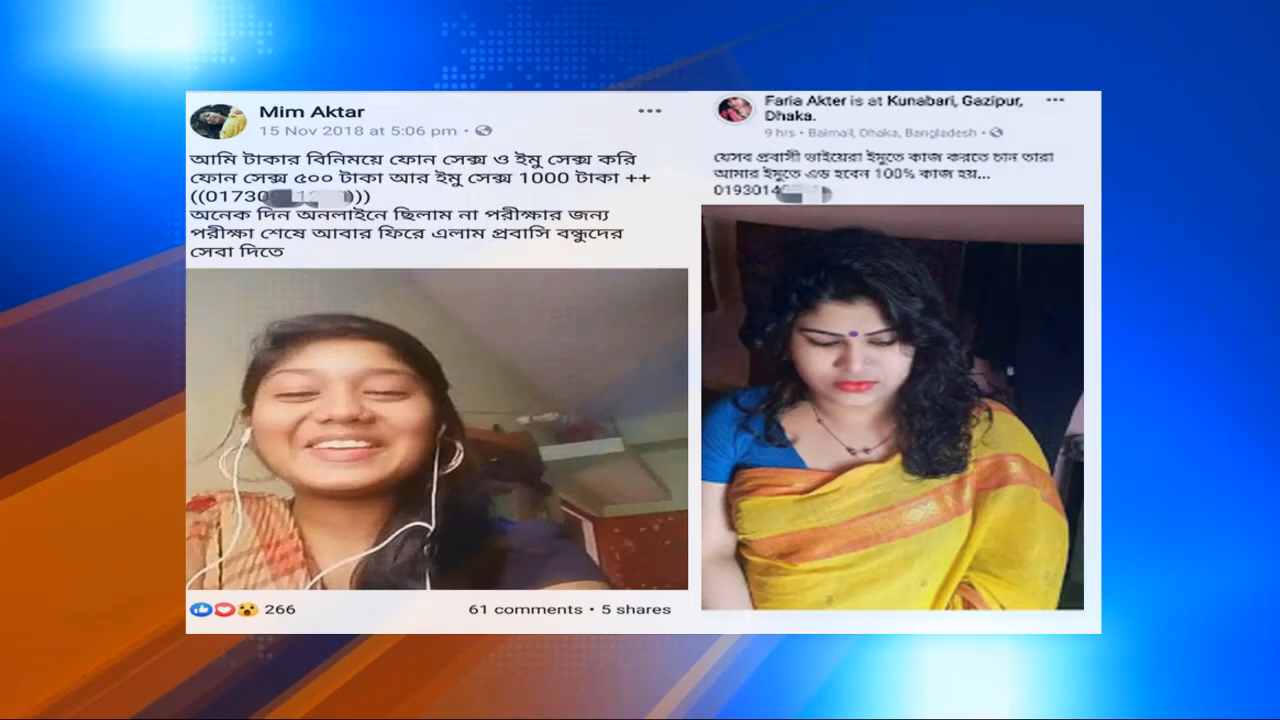 Mim Aktar
15 Nov 2018 at 5:06 pm
আমি টাকার বিনিময়ে ফোন সেক্স ও ইমু সেক্স করি
ফোন সেক্স ৫০০ টাকা আর ইমু সেক্স 1000 টাকা ++
((01730 ))
অনেক দিন অনলাইনে ছিলাম না পরীক্ষার জন্য
পরীক্ষা শেষে আবার ফিরে এলাম প্রবাসি বন্ধুদের
সেবা দিতে
266
61 comments • 5 shares
Faria Akter is at Kunabari, Gazipur,
Dhaka.
9 hrs • Baimail, Dhaka, Bangladesh
যেসব প্রবাসী ভাইয়েরা ইমুতে কাজ করতে চান তারা
আমার ইমুতে এড হবেন 100% কাজ হয়...
0193014